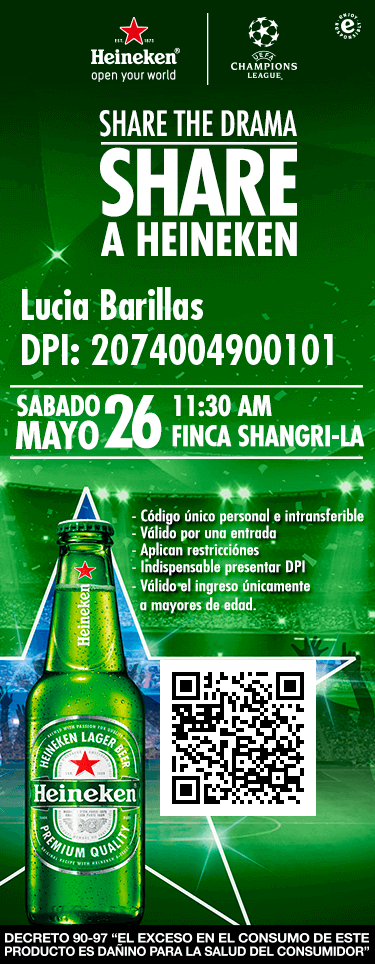 EST. 1873
Heineken®
open your world
UEFA
CHAMPIONS
LEAGUE
ENJOY RESPONSIBLY
SHARE THE DRAMA
SHARE
A HEINEKEN
Lucia Barillas
DPI: 2074004900101
SABADO
MAYO
26
11:30 AM
FINCA SHANGRI-LA
- Código único personal e intransferible
- Válido por una entrada
- Aplican restricciónes
- Indispensable presentar DPI
- Válido el ingreso únicamente
a mayores de edad.
Heineken
HEINEKEN LAGER BEER
Heineken®
PREMIUM QUALITY
DECRETO 90-97 “EL EXCESO EN EL CONSUMO DE ESTE
PRODUCTO ES DAÑINO PARA LA SALUD DEL CONSUMIDOR”